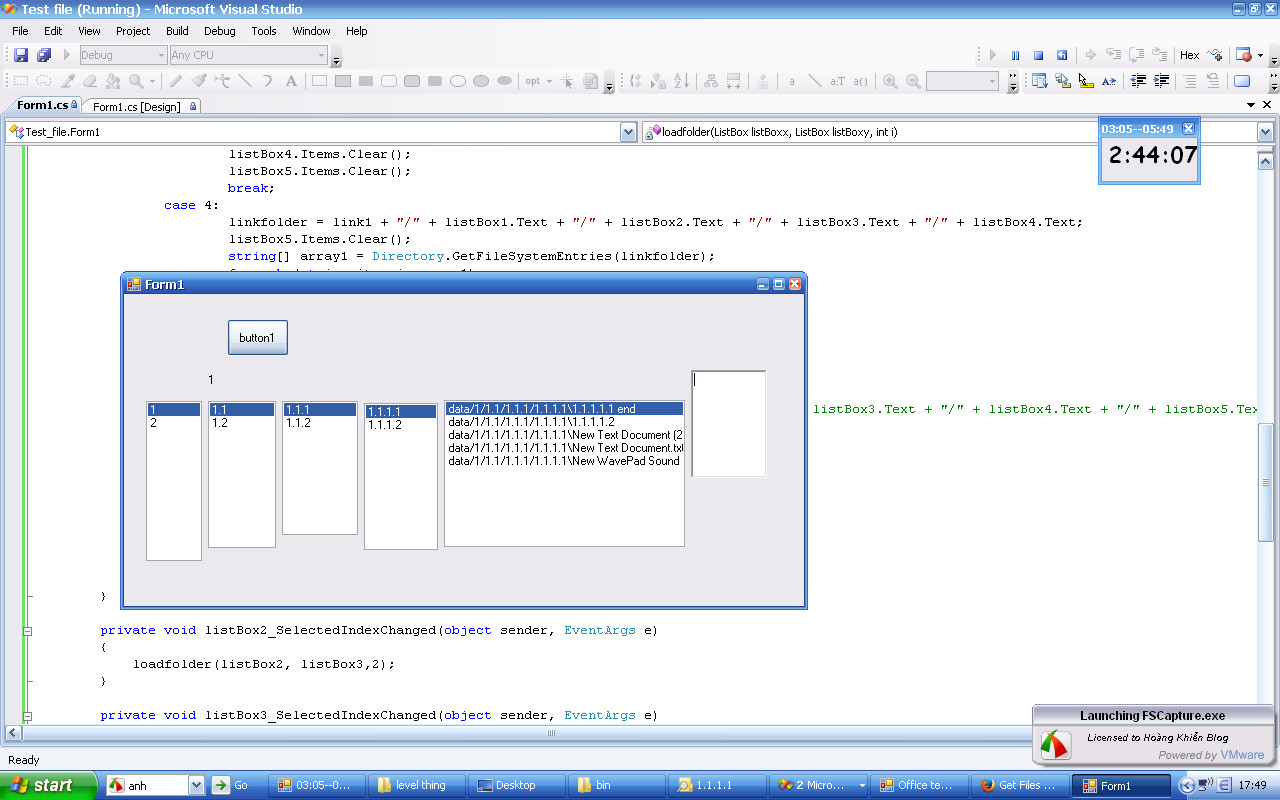 Test file (Running) - Microsoft Visual Studio
File Edit View Project Build Debug Tools Window Help
Debug Any CPU Hex
A opt a a:T a()
Form1.cs Form1.cs [Design]
Test_file.Form1 loadfolder(ListBox listBoxx, ListBox listBoxy, int i)
03:05--05:49
2:44:07
listBox4.Items.Clear();
listBox5.Items.Clear();
break;
case 4:
linkfolder = link1 + "/" + listBox1.Text + "/" + listBox2.Text + "/" + listBox3.Text + "/" + listBox4.Text;
listBox5.Items.Clear();
string[] array1 = Directory.GetFileSystemEntries(linkfolder);
Form1
button1
1
1
2
1.1
1.2
1.1.1
1.1.2
1.1.1.1
1.1.1.2
data/1/1.1/1.1.1/1.1.1.1\1.1.1.1.1 end
data/1/1.1/1.1.1/1.1.1.1\1.1.1.1.2
data/1/1.1/1.1.1/1.1.1.1\New Text Document (2
data/1/1.1/1.1.1/1.1.1.1\New Text Document.txt
data/1/1.1/1.1.1/1.1.1.1\New WavePad Sound
listBox3.Text + "/" + listBox4.Text + "/" + listBox5.Tex
}
private void listBox2_SelectedIndexChanged(object sender, EventArgs e)
{
loadfolder(listBox2, listBox3,2);
}
private void listBox3_SelectedIndexChanged(object sender, EventArgs e)
Launching FSCapture.exe
Licensed to Hoàng Khiển Blog
Powered by VMware
Ready
start anh Go 03:05--0... level thing Desktop bin 1.1.1.1 2 Micro... Office te... Get Files ... Form1 17:49